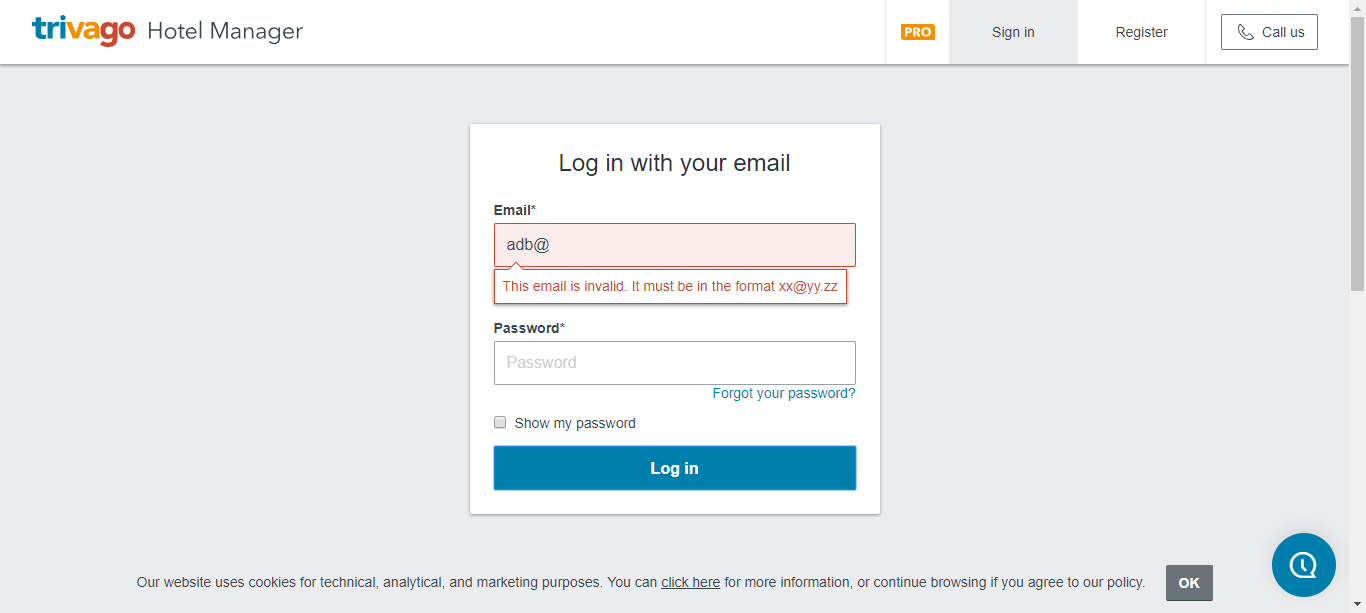 trivago Hotel Manager
PRO
Sign in
Register
Call us
Log in with your email
Email*
adb@
This email is invalid. It must be in the format xx@yy.zz
Password*
Password
Forgot your password?
Show my password
Log in
Our website uses cookies for technical, analytical, and marketing purposes. You can click here for more information, or continue browsing if you agree to our policy.
OK